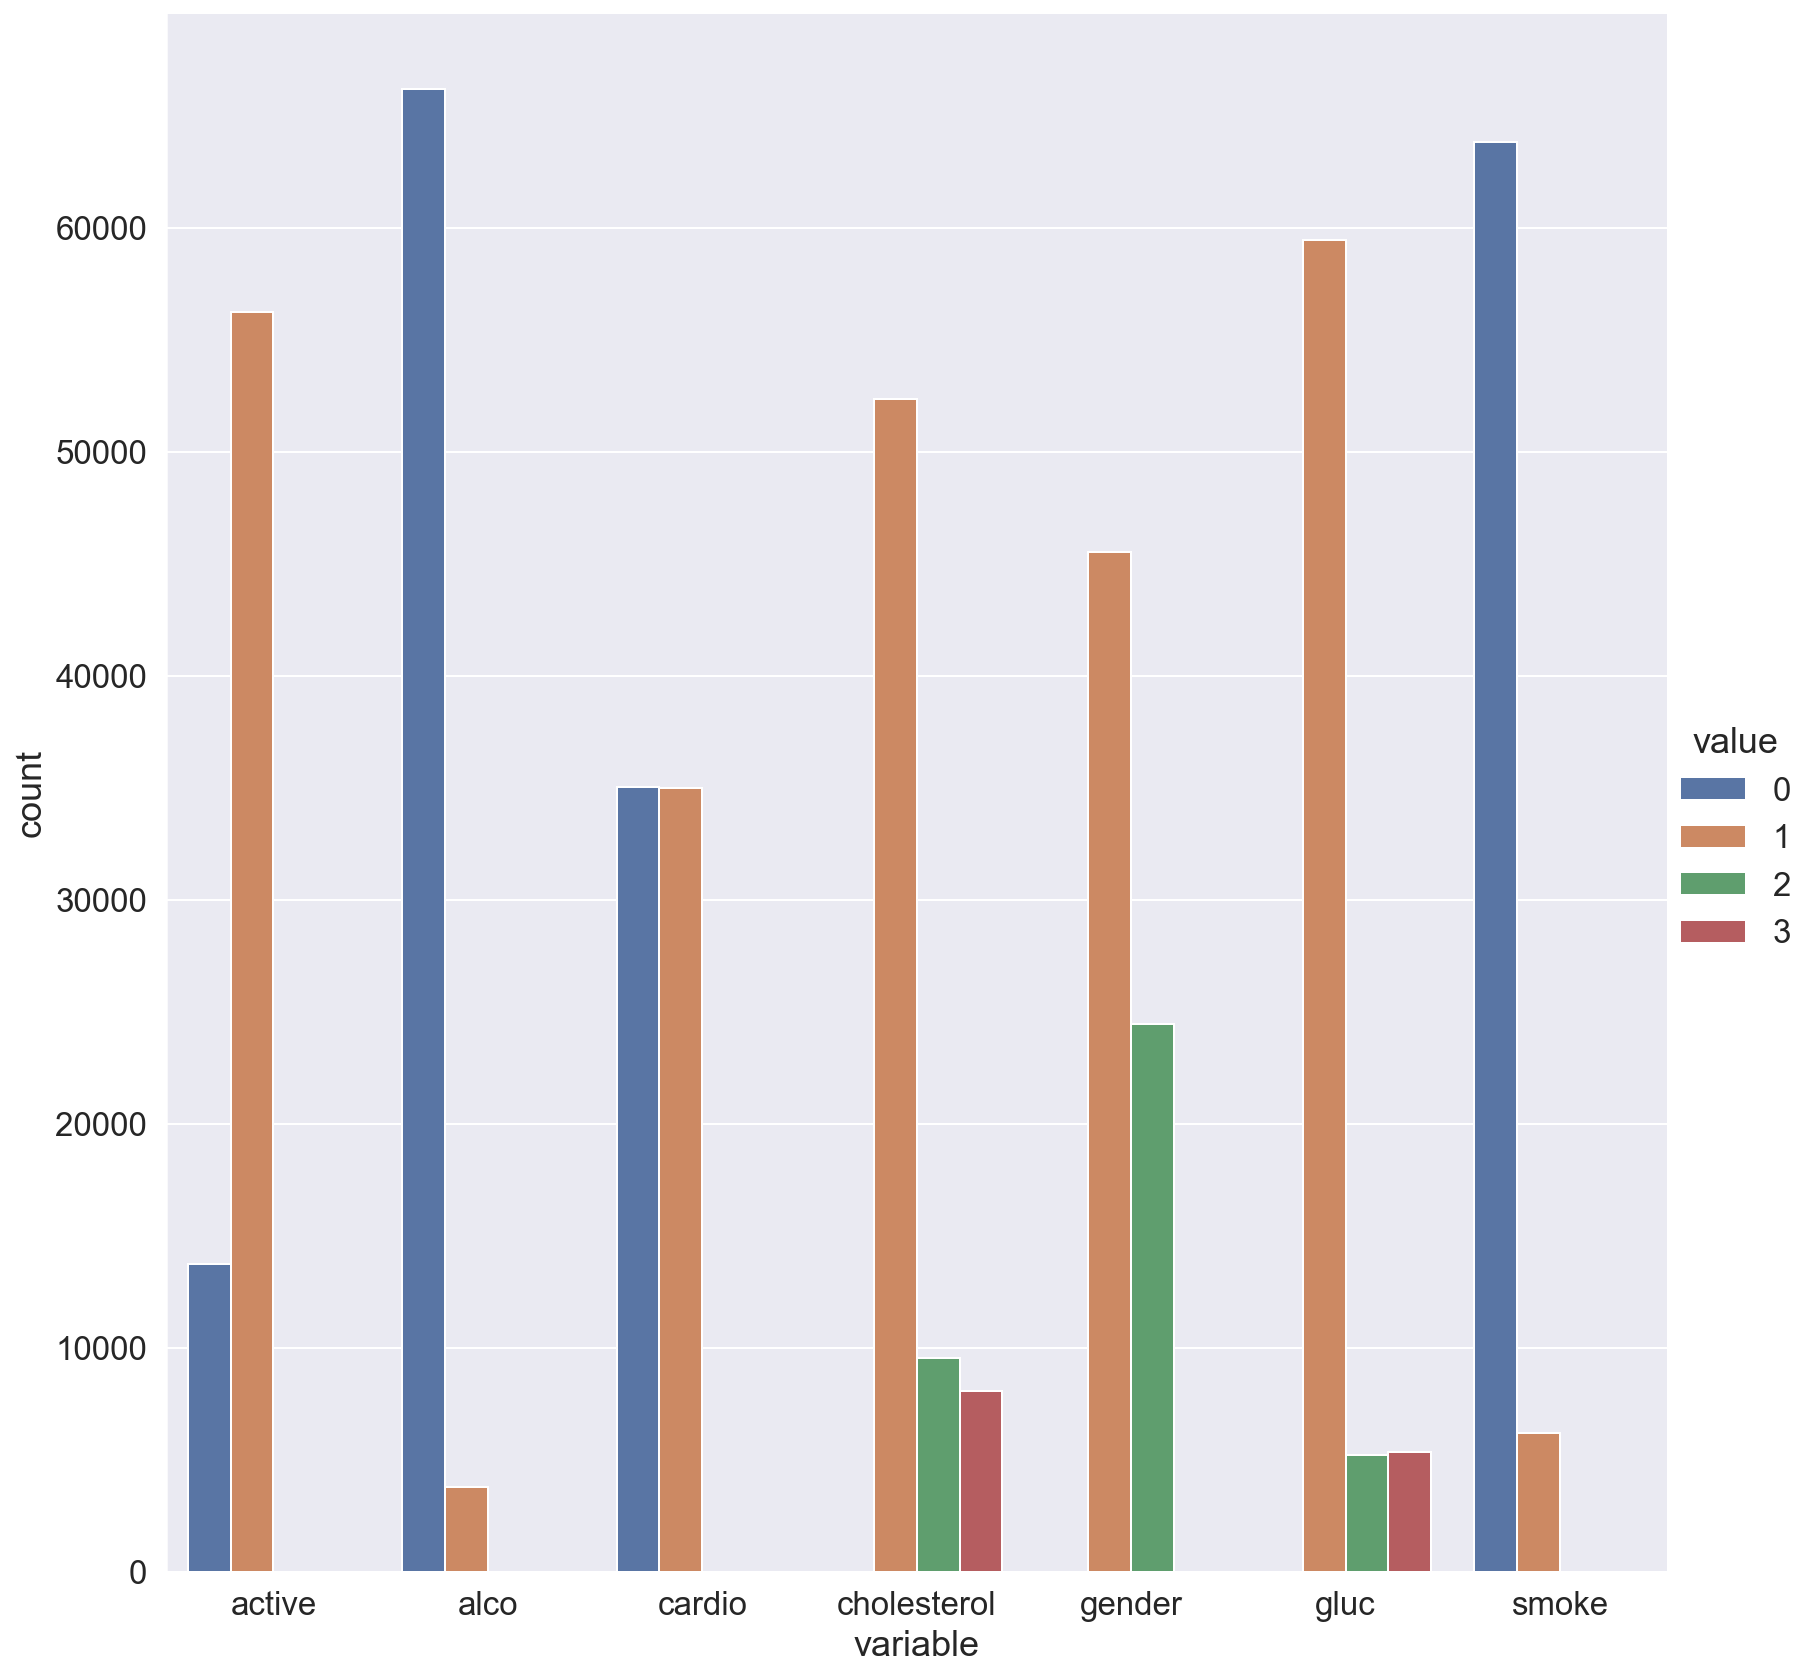 60000
50000
40000
30000
20000
10000
0
count
active alco cardio cholesterol gender gluc smoke
variable
value
0
1
2
3